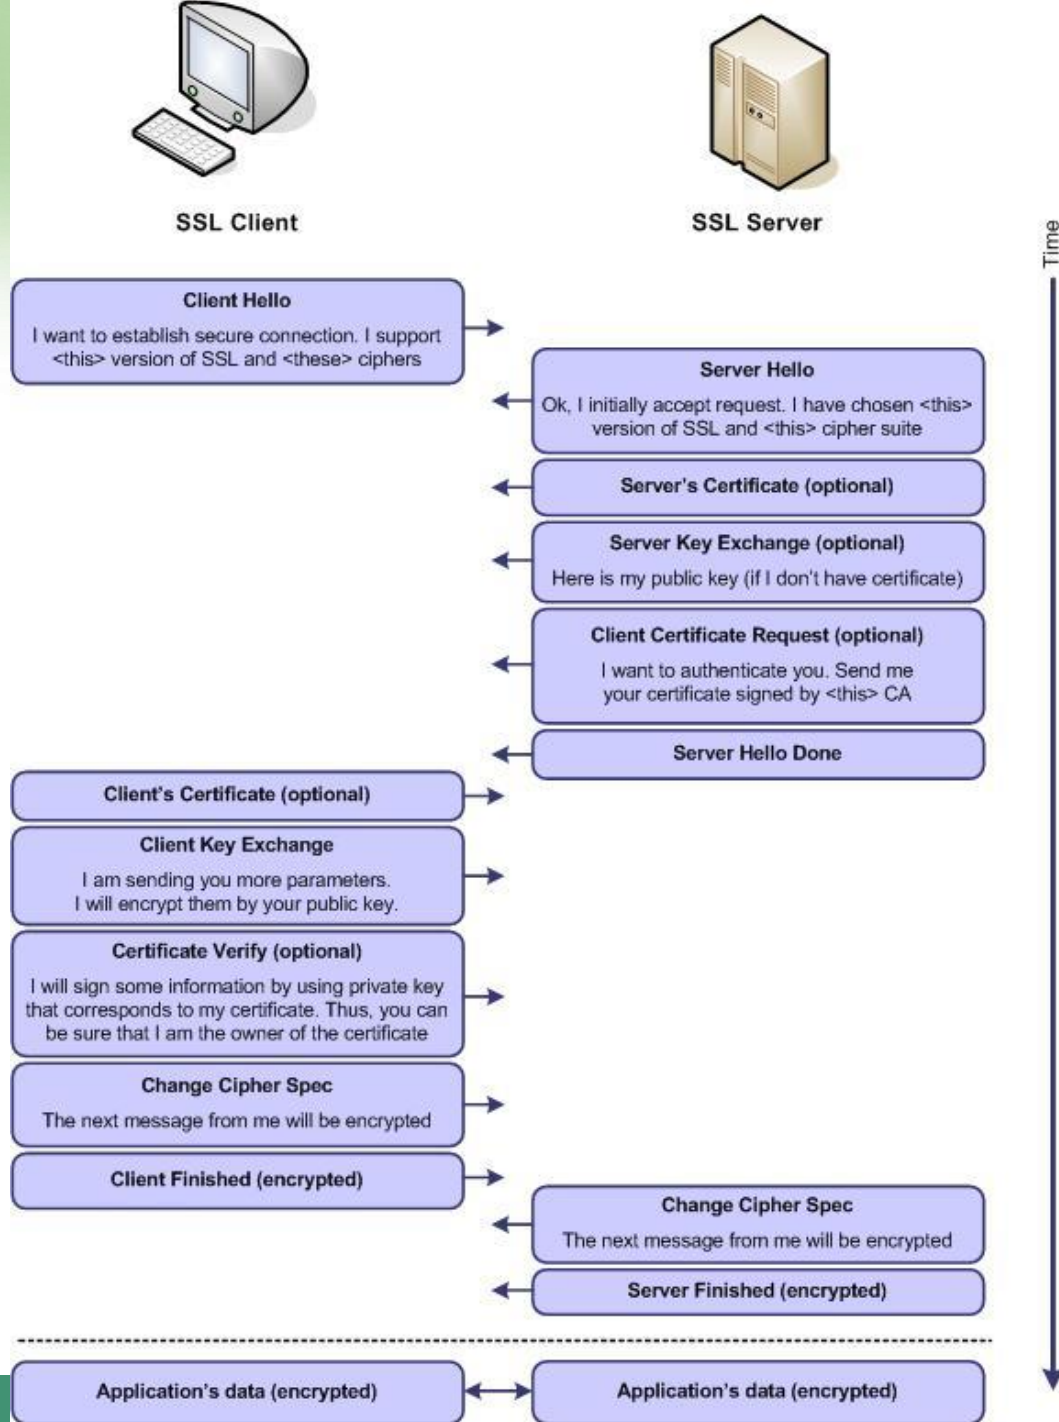 SSL Client
SSL Server
Time
Client Hello
I want to establish secure connection. I support
<this> version of SSL and <these> ciphers
Server Hello
Ok, I initially accept request. I have chosen <this>
version of SSL and <this> cipher suite
Server's Certificate (optional)
Server Key Exchange (optional)
Here is my public key (if I don't have certificate)
Client Certificate Request (optional)
I want to authenticate you. Send me
your certificate signed by <this> CA
Server Hello Done
Client's Certificate (optional)
Client Key Exchange
I am sending you more parameters.
I will encrypt them by your public key.
Certificate Verify (optional)
I will sign some information by using private key
that corresponds to my certificate. Thus, you can
be sure that I am the owner of the certificate
Change Cipher Spec
The next message from me will be encrypted
Client Finished (encrypted)
Change Cipher Spec
The next message from me will be encrypted
Server Finished (encrypted)
Application's data (encrypted)
Application's data (encrypted)